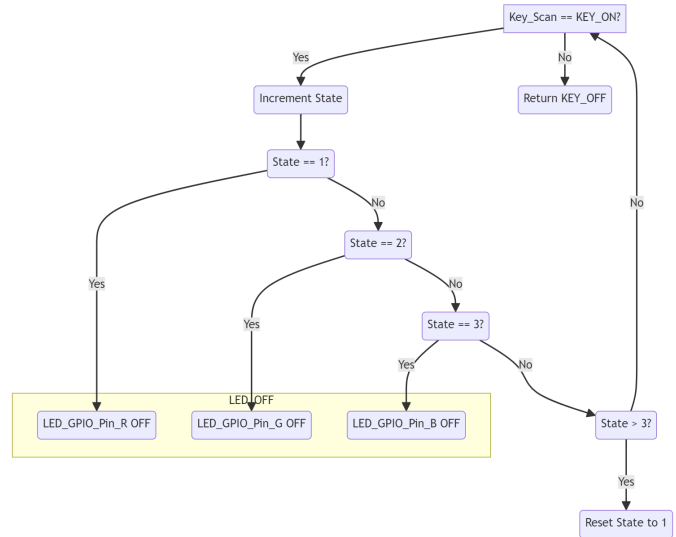 Key_Scan == KEY_ON?
Yes
No
Increment State
Return KEY_OFF
State == 1?
No
No
State == 2?
Yes
No
Yes
State == 3?
Yes
No
LED_OFF
LED_GPIO_Pin_R OFF
LED_GPIO_Pin_G OFF
LED_GPIO_Pin_B OFF
State > 3?
Yes
Reset State to 1